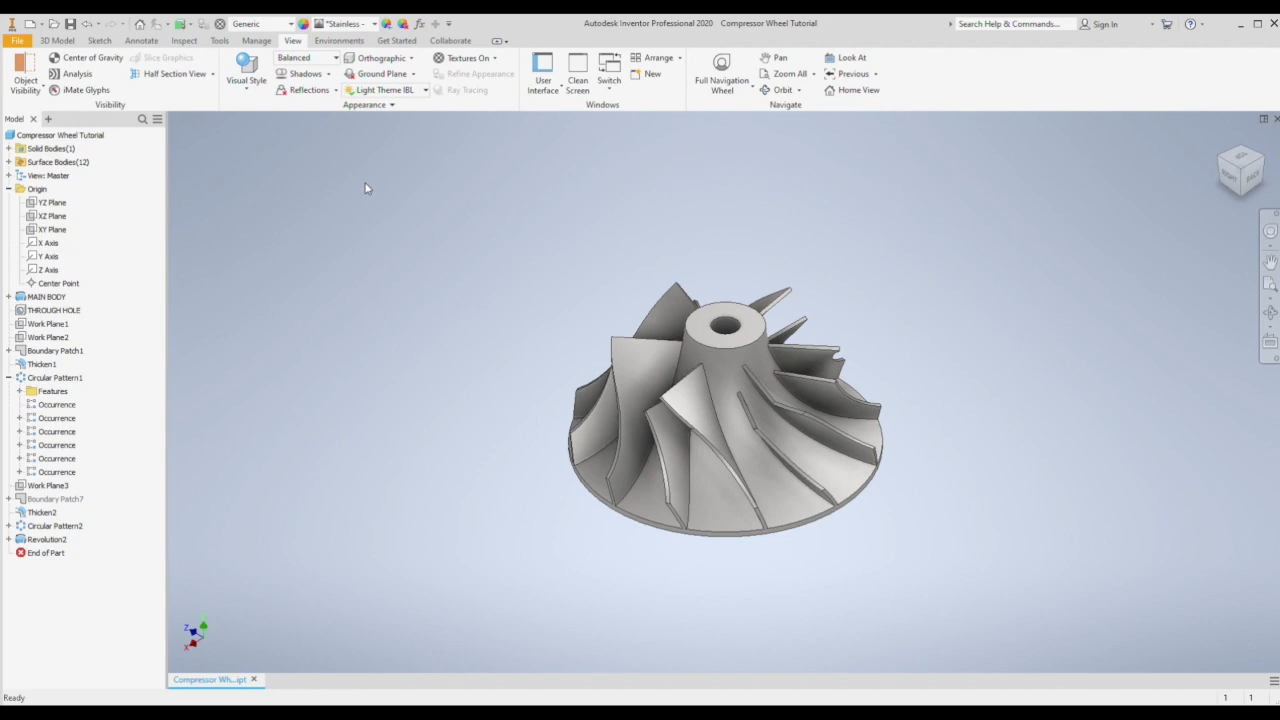 Generic
*Stainless -
Autodesk Inventor Professional 2020 Compressor Wheel Tutorial
Search Help & Commands...
Sign In
File 3D Model Sketch Annotate Inspect Tools Manage View Environments Get Started Collaborate
Object Visibility
Center of Gravity
Analysis
iMate Glyphs
Slice Graphics
Half Section View
Visibility
Visual Style
Balanced
Shadows
Reflections
Orthographic
Ground Plane
Light Theme IBL
Textures On
Refine Appearance
Ray Tracing
Appearance
User Interface
Clean Screen
Switch
Arrange
New
Windows
Full Navigation Wheel
Pan
Zoom All
Orbit
Look At
Previous
Home View
Navigate
Model
Compressor Wheel Tutorial
Solid Bodies(1)
Surface Bodies(12)
View: Master
Origin
YZ Plane
XZ Plane
XY Plane
X Axis
Y Axis
Z Axis
Center Point
MAIN BODY
THROUGH HOLE
Work Plane1
Work Plane2
Boundary Patch1
Thicken1
Circular Pattern1
Features
Occurrence
Occurrence
Occurrence
Occurrence
Occurrence
Occurrence
Work Plane3
Boundary Patch7
Thicken2
Circular Pattern2
Revolution2
End of Part
RIGHT
BACK
Z
X
Compressor Wh...ipt
Ready
1 1